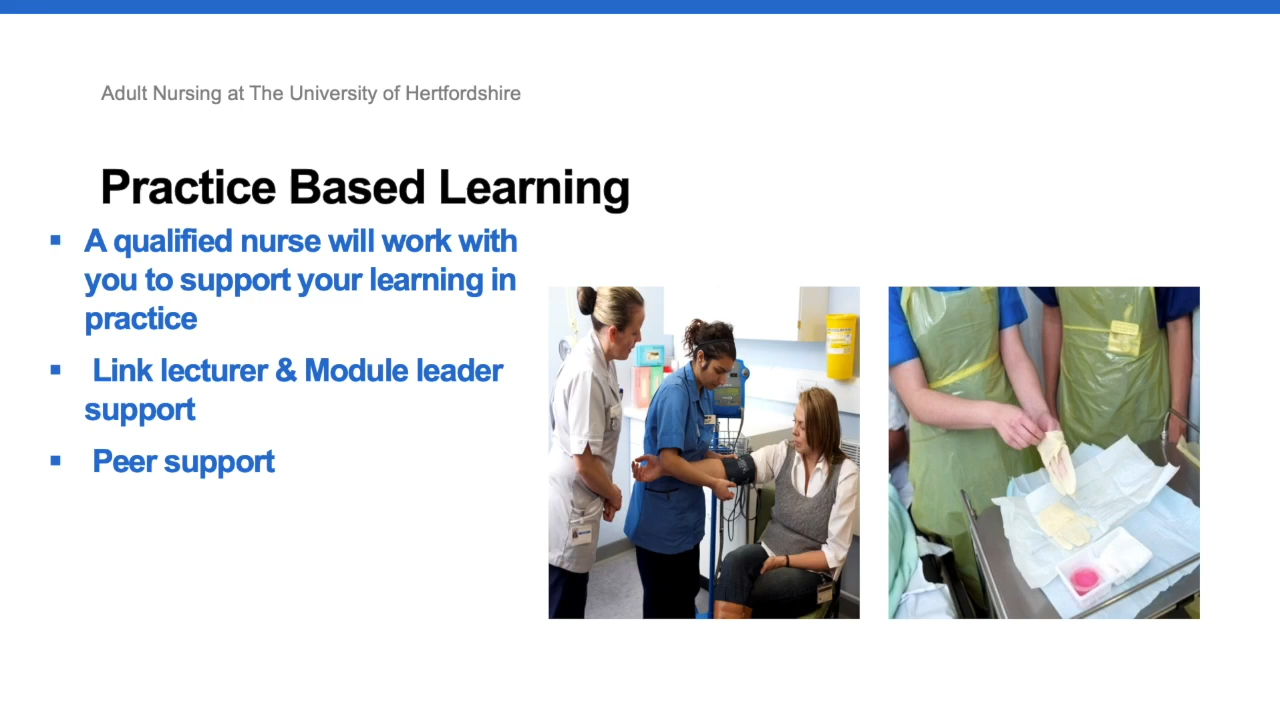 Adult Nursing at The University of Hertfordshire
Practice Based Learning
▪ A qualified nurse will work with
you to support your learning in
practice
▪ Link lecturer & Module leader
support
▪ Peer support